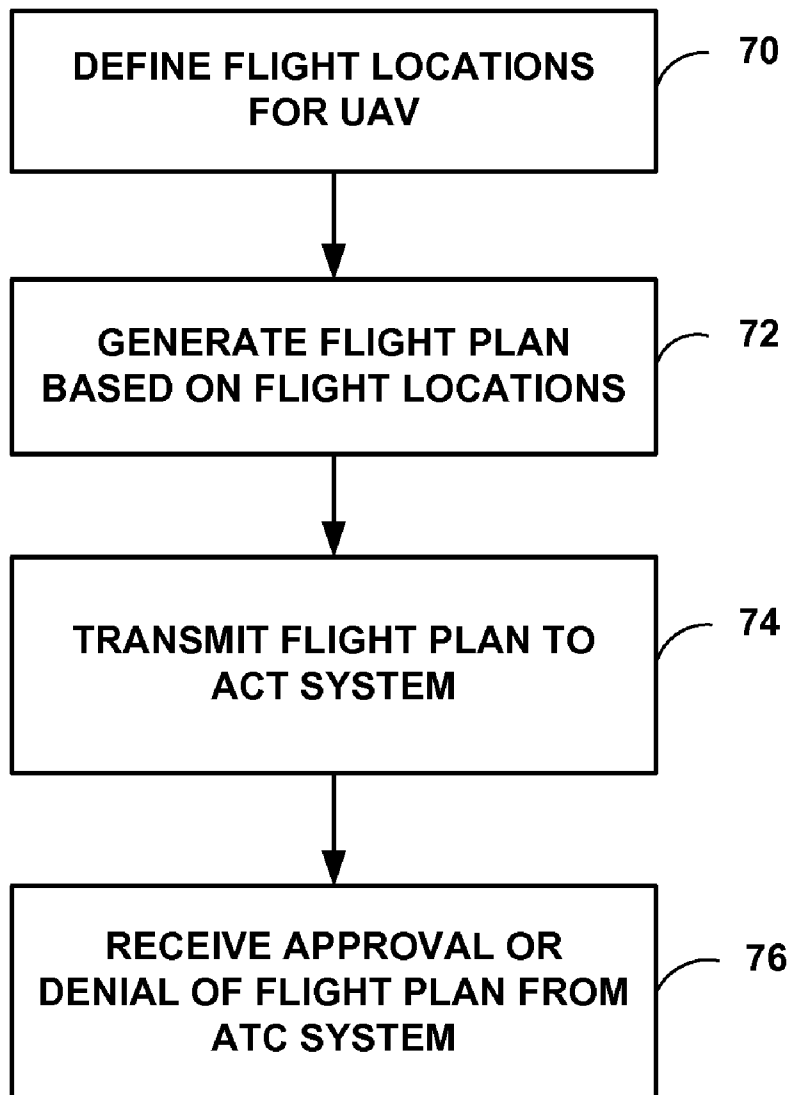 DEFINE FLIGHT LOCATIONS
FOR UAV
70
GENERATE FLIGHT PLAN
BASED ON FLIGHT LOCATIONS
72
TRANSMIT FLIGHT PLAN TO
ACT SYSTEM
74
RECEIVE APPROVAL OR
DENIAL OF FLIGHT PLAN FROM
ATC SYSTEM
76